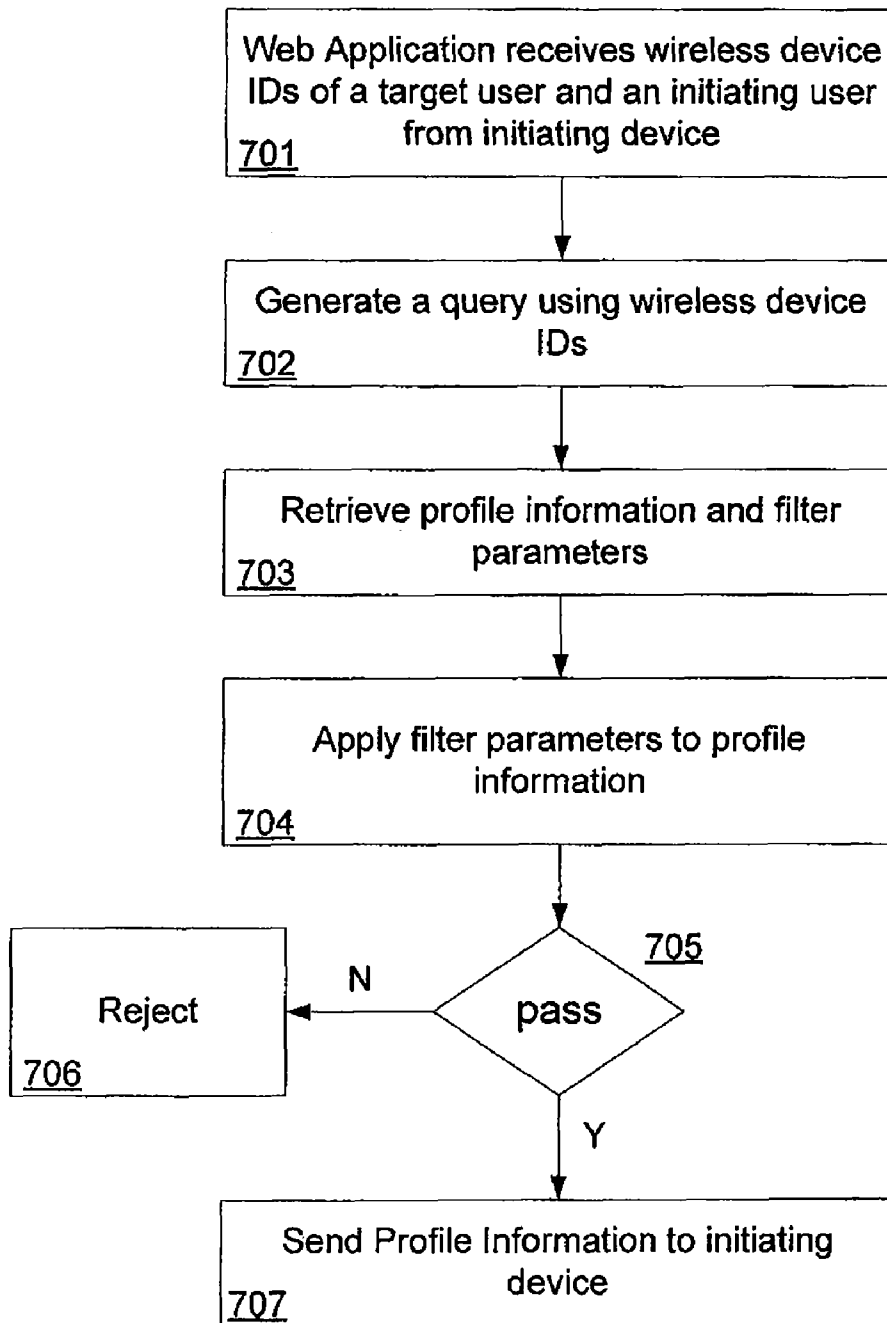 Web Application receives wireless device
IDs of a target user and an initiating user
from initiating device
701
Generate a query using wireless device
IDs
702
Retrieve profile information and filter
parameters
703
Apply filter parameters to profile
information
704
705
pass
N
Reject
706
Y
Send Profile Information to initiating
device
707